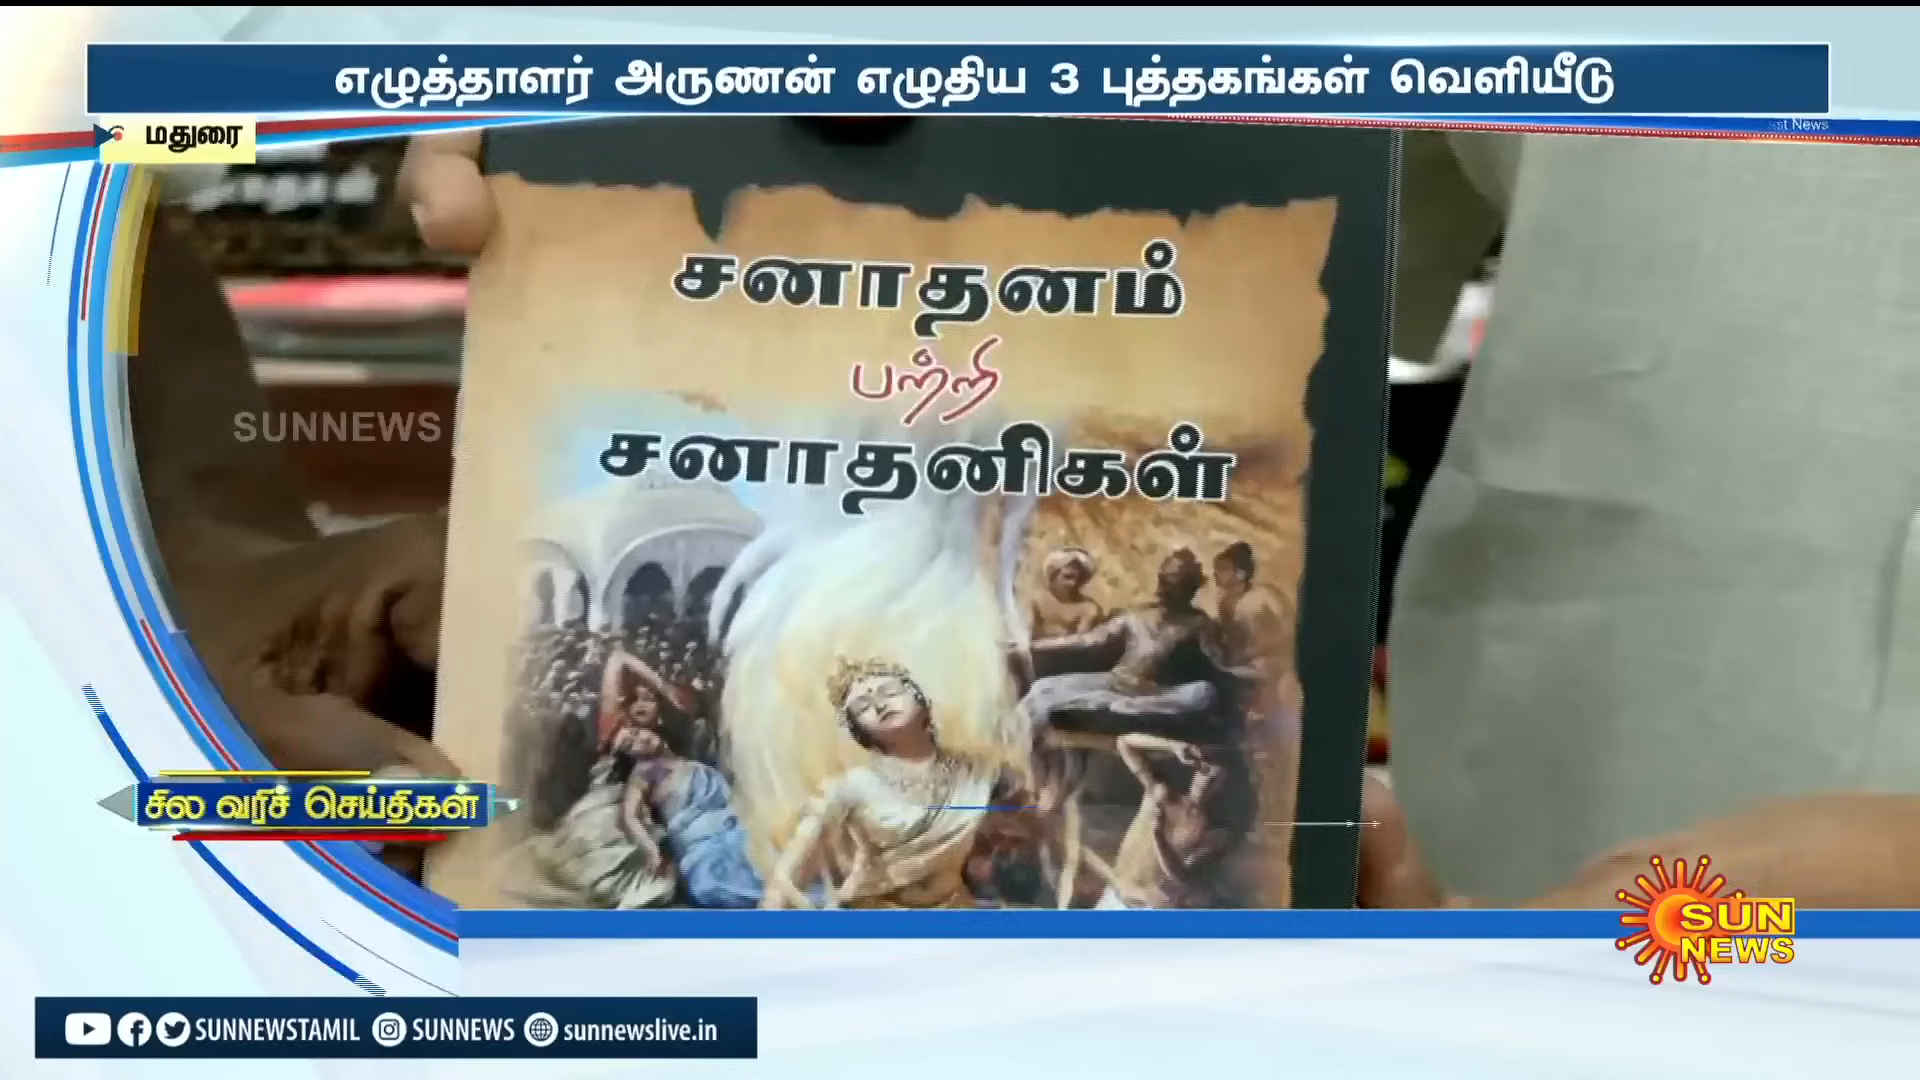 எழுத்தாளர் அருணன் எழுதிய 3 புத்தகங்கள் வெளியீடு
மதுரை
சனாதனம்
பற்றி
சனாதனிகள்
SUNNEWS
சில வரிச் செய்திகள்
SUN
NEWS
SUNNEWSTAMIL SUNNEWS sunnewslive.in